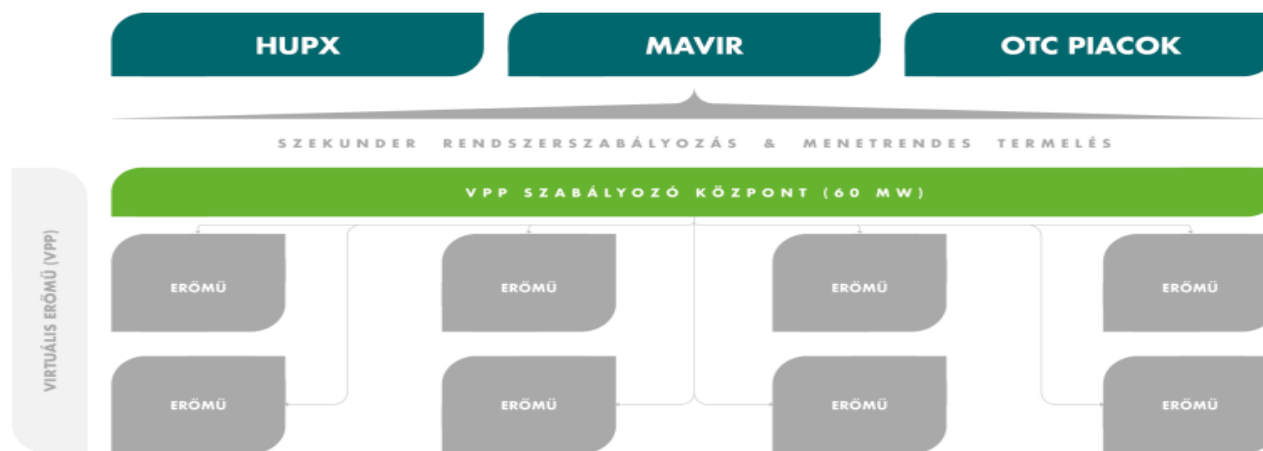 HUPX
MAVIR
OTC PIACOK
SZEKUNDER RENDSZERSZABÁLYOZÁS & MENETRENDES TERMELÉS
VIRTUÁLIS ERŐMŰ (VPP)
VPP SZABÁLYOZÓ KÖZPONT (60 MW)
ERŐMŰ
ERŐMŰ
ERŐMŰ
ERŐMŰ
ERŐMŰ
ERŐMŰ
ERŐMŰ
ERŐMŰ